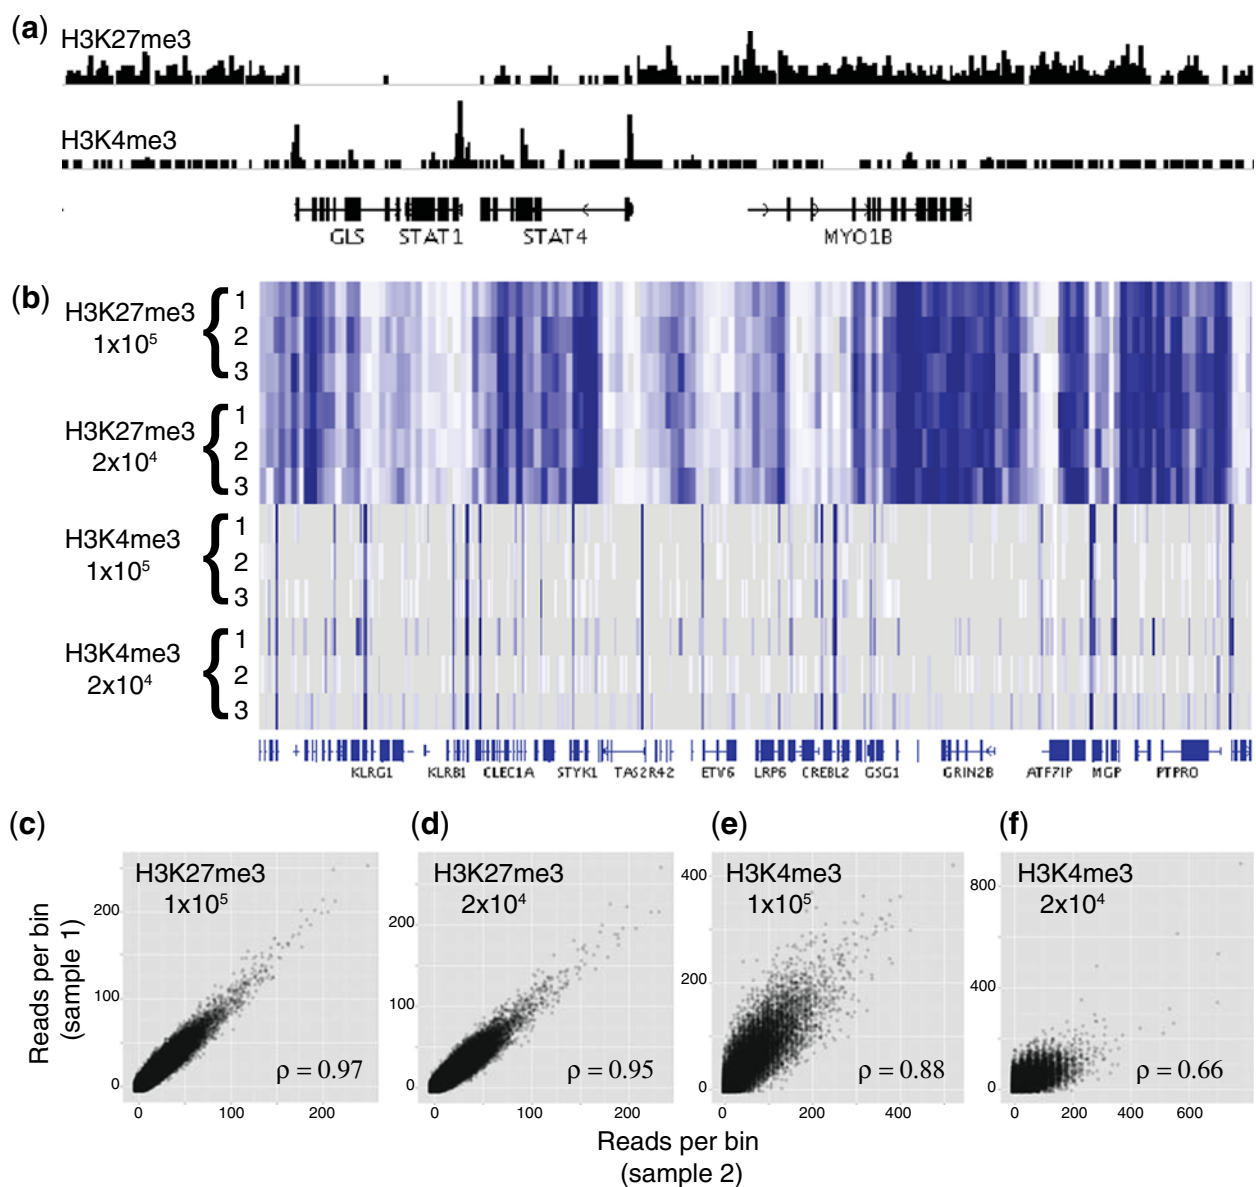 (a)
H3K27me3
H3K4me3
GLS STAT1 STAT4 MYO1B
(b)
H3K27me3
1x10⁵
1
2
3
H3K27me3
2x10⁴
1
2
3
H3K4me3
1x10⁵
1
2
3
H3K4me3
2x10⁴
1
2
3
KLRG1 KLRB1 CLEC1A STYK1 TAS2R42 ETV6 LRP6 CREBL2 GSG1 GRIN2B ATF7IP MGP PTPRO
(c) (d) (e) (f)
Reads per bin
(sample 1)
H3K27me3
1x10⁵
200
100
0
ρ = 0.97
0 100 200
H3K27me3
2x10⁴
200
100
0
ρ = 0.95
0 100 200
H3K4me3
1x10⁵
400
200
0
ρ = 0.88
0 200 400
H3K4me3
2x10⁴
800
400
0
ρ = 0.66
0 200 400 600
Reads per bin
(sample 2)